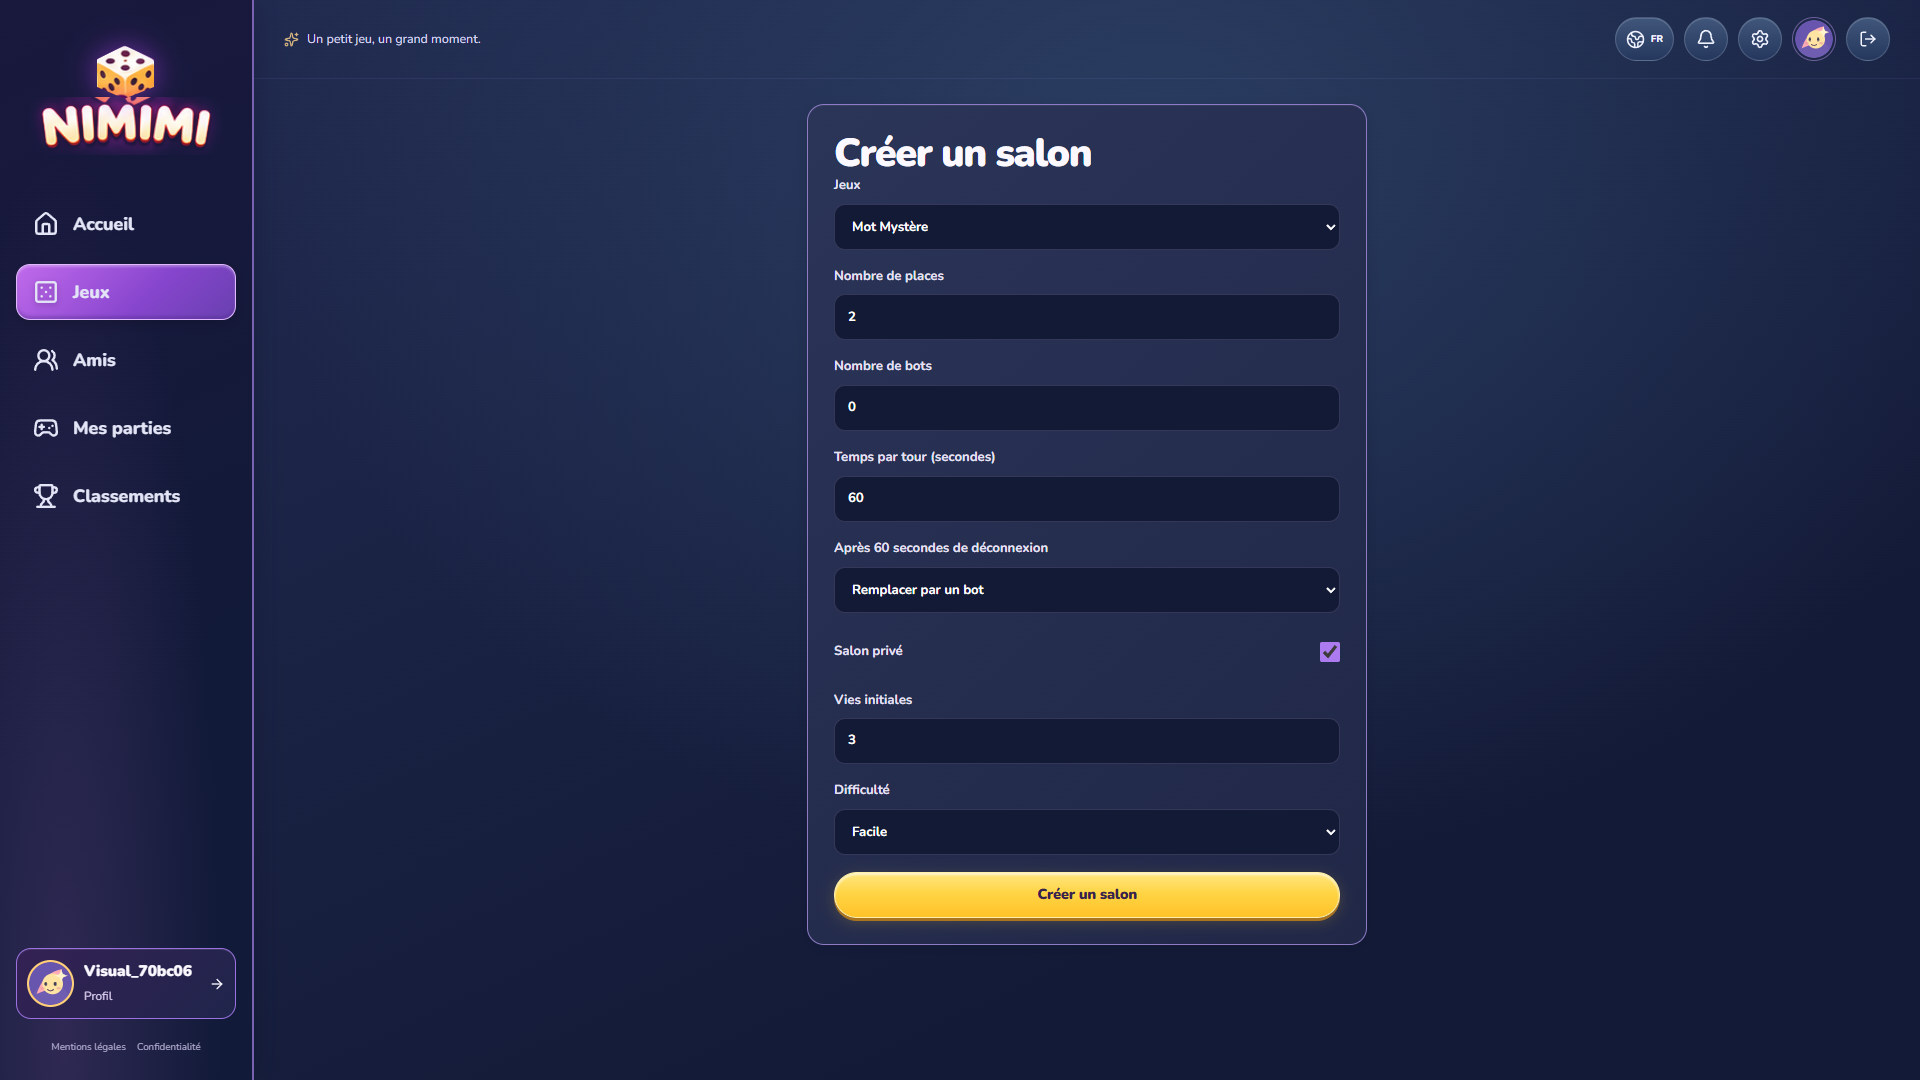 NIMIMI
Accueil
Jeux
Amis
Mes parties
Classements
Visual_70bc06
Profil
Mentions légales Confidentialité
Un petit jeu, un grand moment.
FR
Créer un salon
Jeux
Mot Mystère
Nombre de places
2
Nombre de bots
0
Temps par tour (secondes)
60
Après 60 secondes de déconnexion
Remplacer par un bot
Salon privé
Vies initiales
3
Difficulté
Facile
Créer un salon